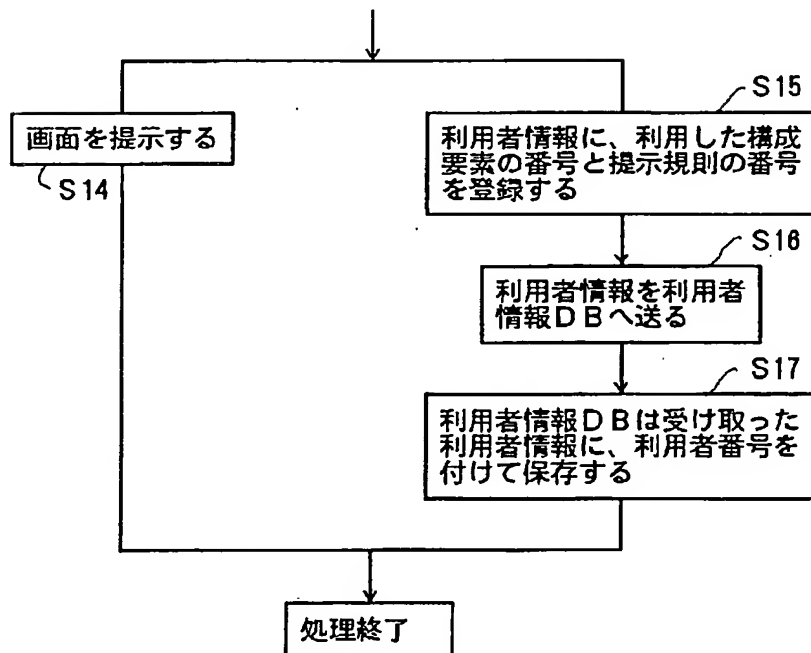 S15
画面を提示する
S14
利用者情報に、利用した構成
要素の番号と提示規則の番号
を登録する
S16
利用者情報を利用者
情報ＤＢへ送る
S17
利用者情報ＤＢは受け取った
利用者情報に、利用者番号を
付けて保存する
処理終了